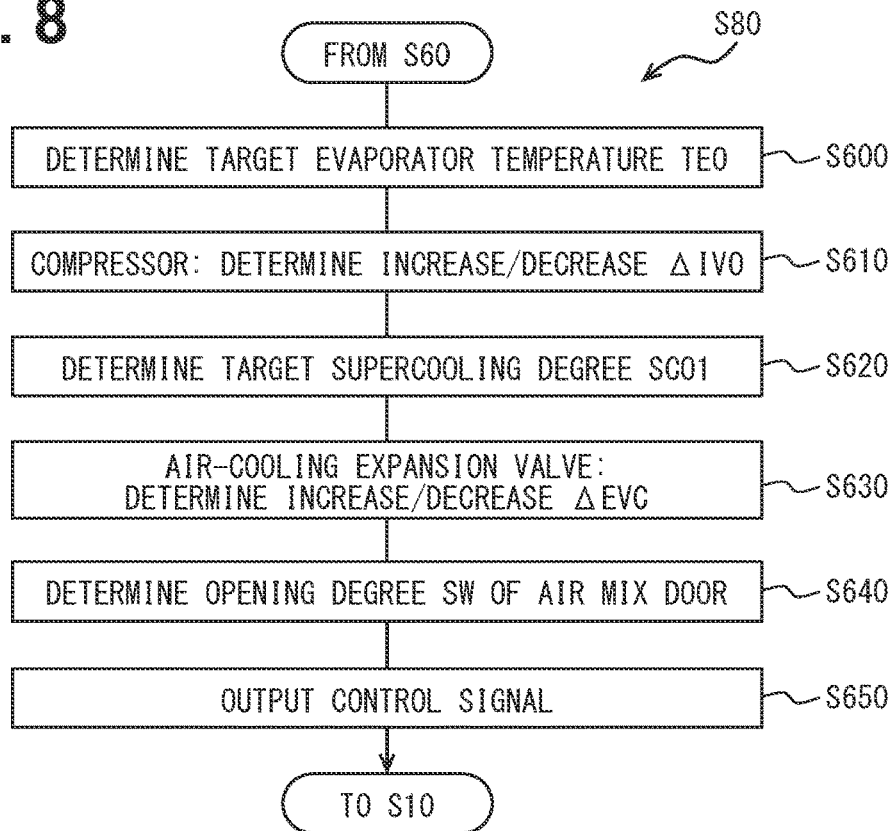 . 8
FROM S60
S80
DETERMINE TARGET EVAPORATOR TEMPERATURE TEO
S600
COMPRESSOR: DETERMINE INCREASE/DECREASE Δ IVO
S610
DETERMINE TARGET SUPERCOOLING DEGREE SCO1
S620
AIR-COOLING EXPANSION VALVE:
DETERMINE INCREASE/DECREASE Δ EVC
S630
DETERMINE OPENING DEGREE SW OF AIR MIX DOOR
S640
OUTPUT CONTROL SIGNAL
S650
TO S10